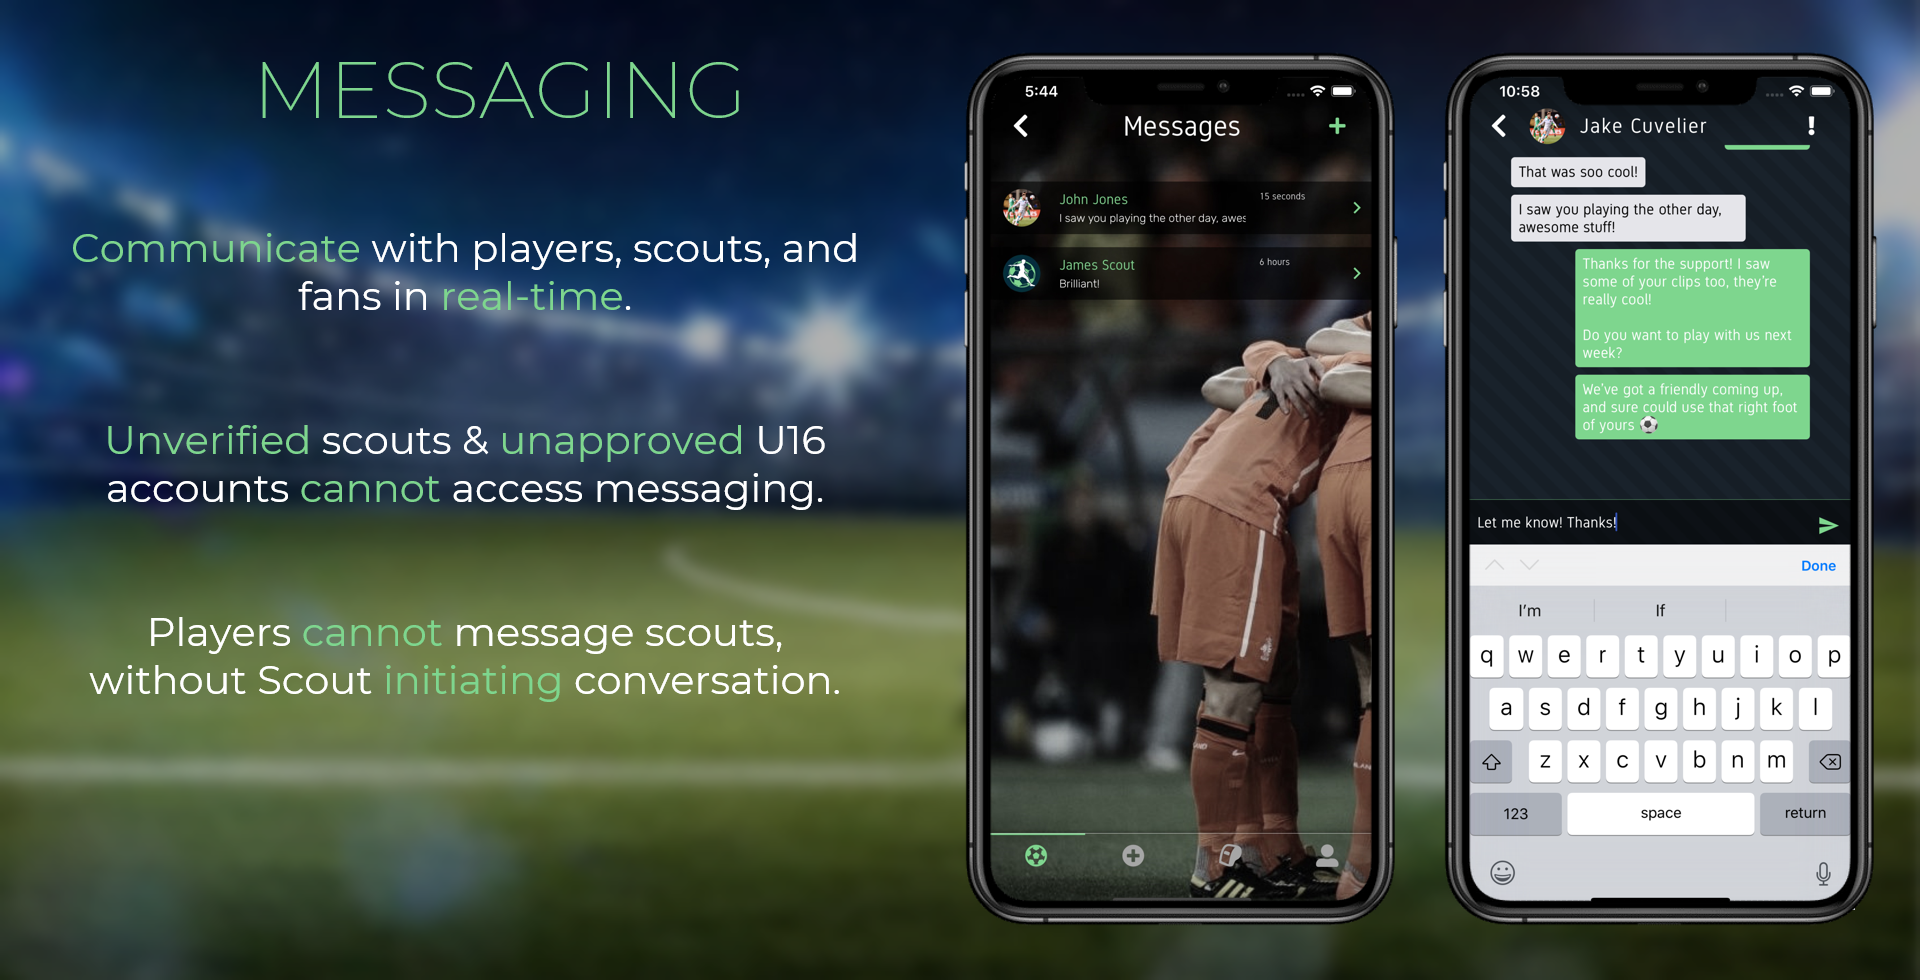 MESSAGING
Communicate with players, scouts, and
fans in real-time.
Unverified scouts & unapproved U16
accounts cannot access messaging.
Players cannot message scouts,
without Scout initiating conversation.
5:44
Messages
John Jones
15 seconds
I saw you playing the other day, awes
James Scout
6 hours
Brilliant!
10:58
Jake Cuvelier
That was soo cool!
I saw you playing the other day,
awesome stuff!
Thanks for the support! I saw
some of your clips too, they're
really cool!
Do you want to play with us next
week?
We've got a friendly coming up,
and sure could use that right foot
of yours ⚽
Let me know! Thanks!
Done
I'm If
q w e r t y u i o p
a s d f g h j k l
z x c v b n m
123 space return